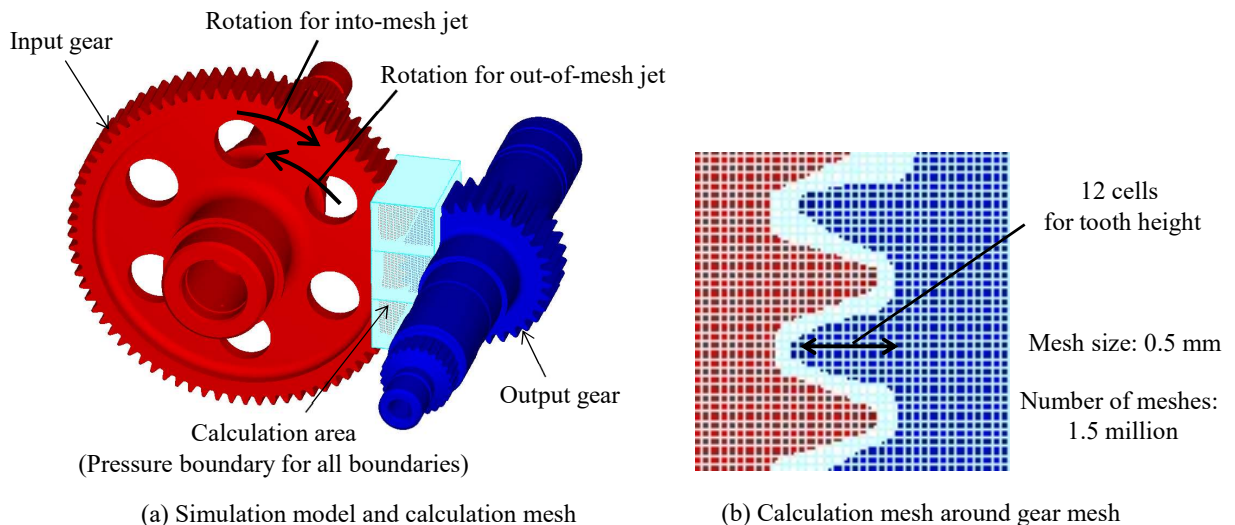 Rotation for into-mesh jet
Input gear
Rotation for out-of-mesh jet
Output gear
Calculation area
(Pressure boundary for all boundaries)
(a) Simulation model and calculation mesh
12 cells
for tooth height
Mesh size: 0.5 mm
Number of meshes:
1.5 million
(b) Calculation mesh around gear mesh